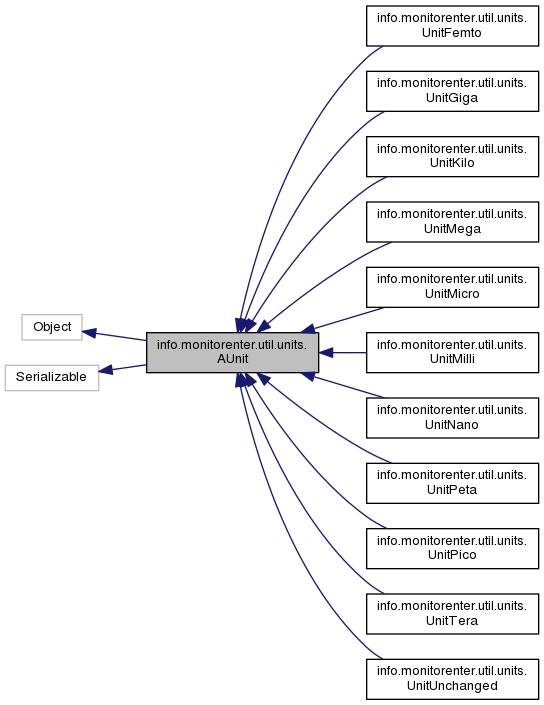 info.monitorenter.util.units.
UnitFemto
info.monitorenter.util.units.
UnitGiga
info.monitorenter.util.units.
UnitKilo
info.monitorenter.util.units.
UnitMega
info.monitorenter.util.units.
UnitMicro
Object
info.monitorenter.util.units.
AUnit
info.monitorenter.util.units.
UnitMilli
Serializable
info.monitorenter.util.units.
UnitNano
info.monitorenter.util.units.
UnitPeta
info.monitorenter.util.units.
UnitPico
info.monitorenter.util.units.
UnitTera
info.monitorenter.util.units.
UnitUnchanged